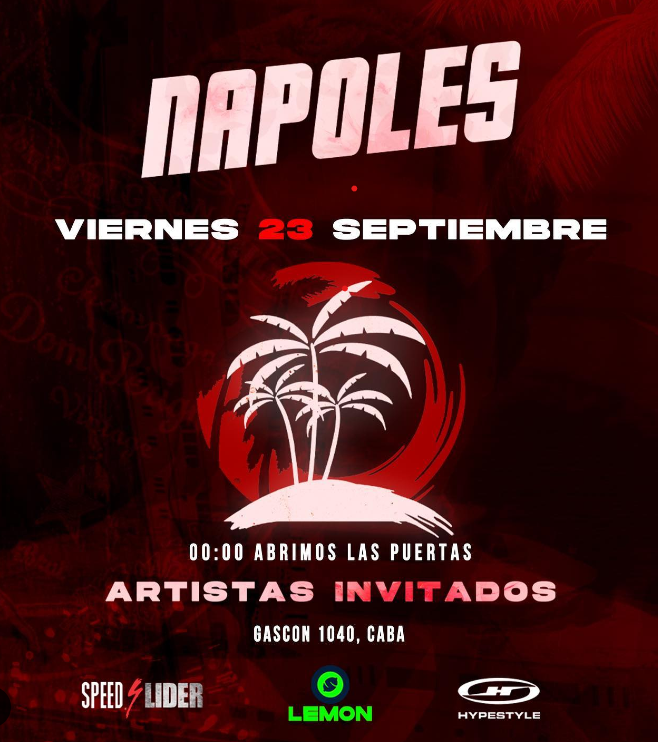 NAPOLES
VIERNES 23 SEPTIEMBRE
00:00 ABRIMOS LAS PUERTAS
ARTISTAS INVITADOS
GASCON 1040, CABA
SPEED LIDER
LEMON
H
HYPESTYLE